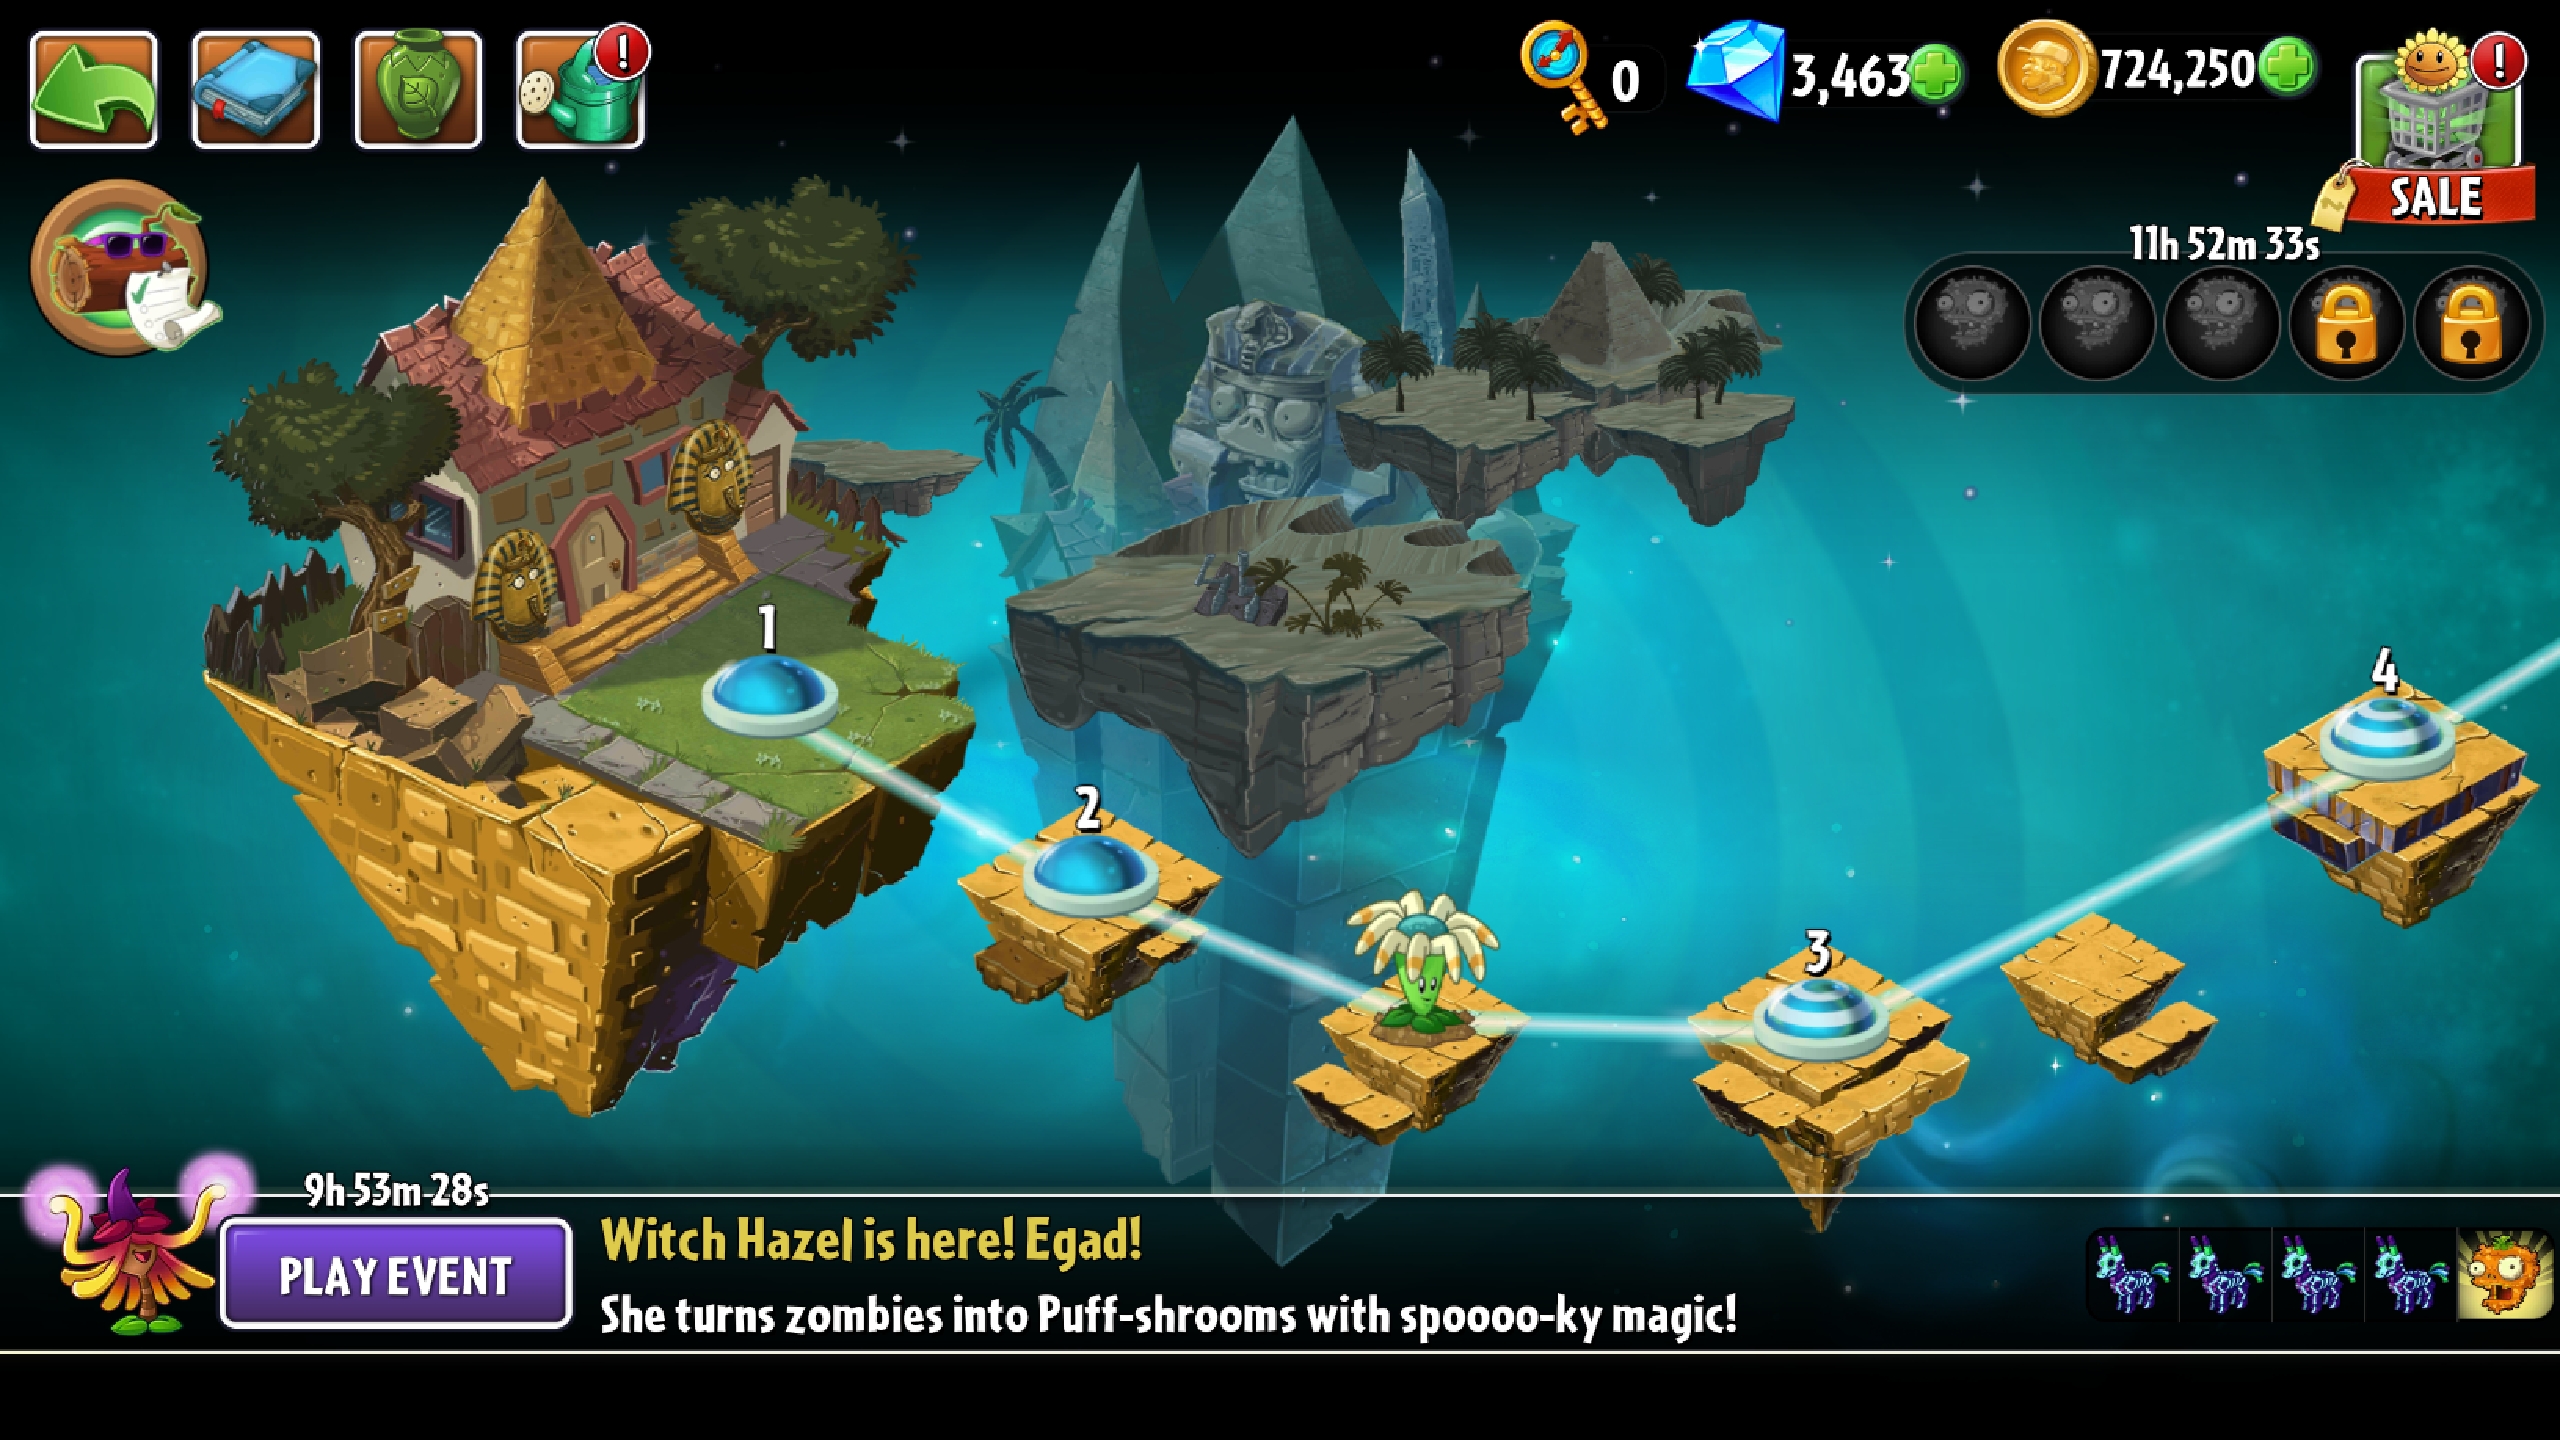 0
3,463
724,250
SALE
11h 52m 33s
1
2
3
4
9h 53m 28s
PLAY EVENT
Witch Hazel is here! Egad!
She turns zombies into Puff-shrooms with spoooo-ky magic!